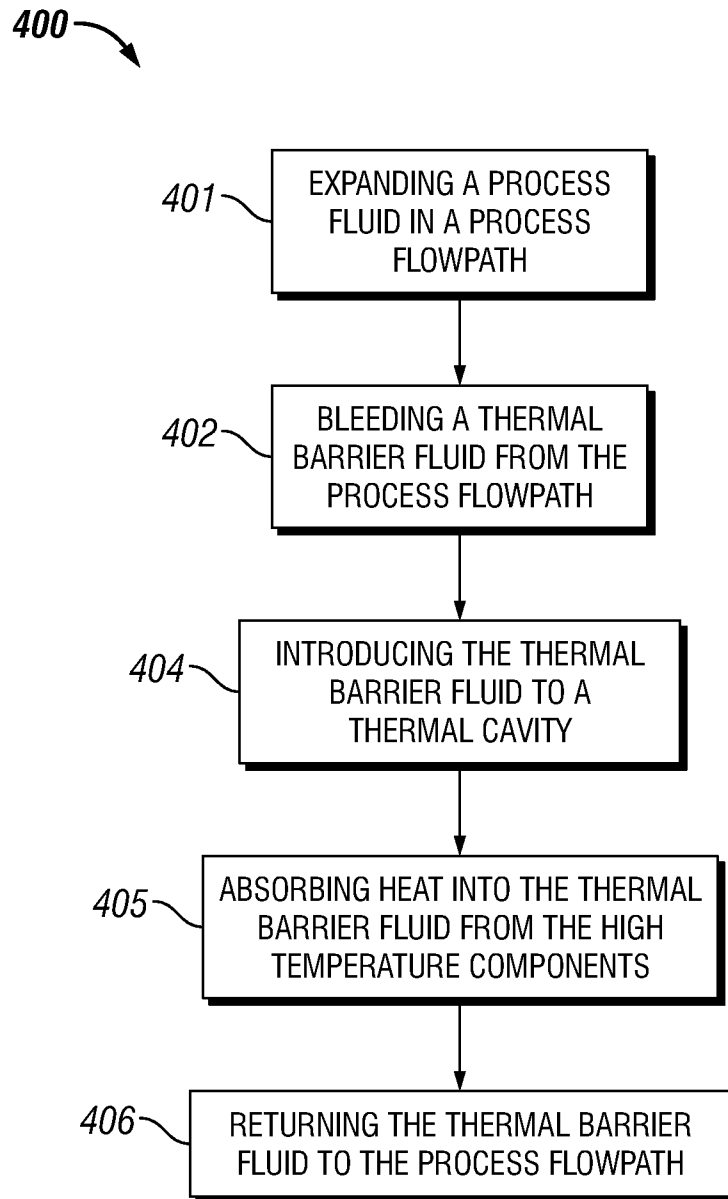 400
401
EXPANDING A PROCESS
FLUID IN A PROCESS
FLOWPATH
402
BLEEDING A THERMAL
BARRIER FLUID FROM THE
PROCESS FLOWPATH
404
INTRODUCING THE THERMAL
BARRIER FLUID TO A
THERMAL CAVITY
405
ABSORBING HEAT INTO THE THERMAL
BARRIER FLUID FROM THE HIGH
TEMPERATURE COMPONENTS
406
RETURNING THE THERMAL BARRIER
FLUID TO THE PROCESS FLOWPATH